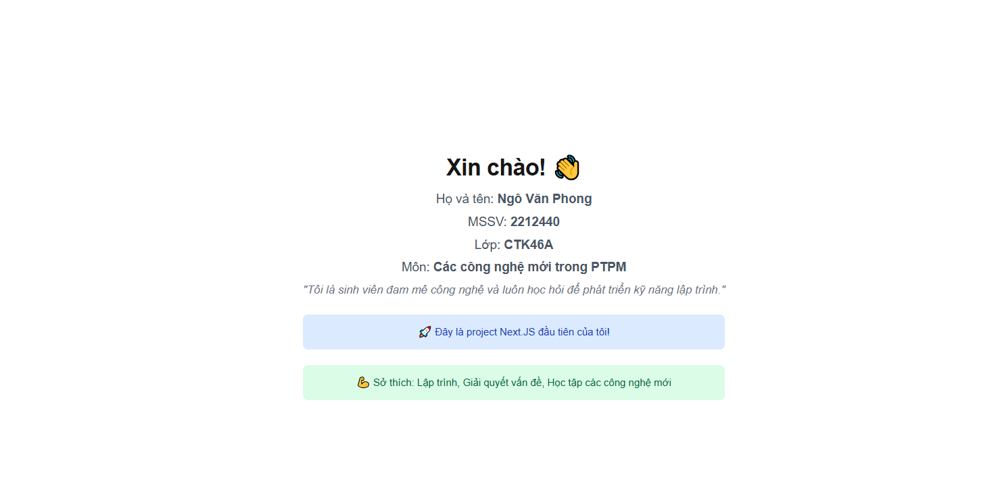 Xin chào! 👋
Họ và tên: Ngô Văn Phong
MSSV: 2212440
Lớp: CTK46A
Môn: Các công nghệ mới trong PTPM
"Tôi là sinh viên đam mê công nghệ và luôn học hỏi để phát triển kỹ năng lập trình."
🚀 Đây là project Next.JS đầu tiên của tôi!
💪 Sở thích: Lập trình, Giải quyết vấn đề, Học tập các công nghệ mới